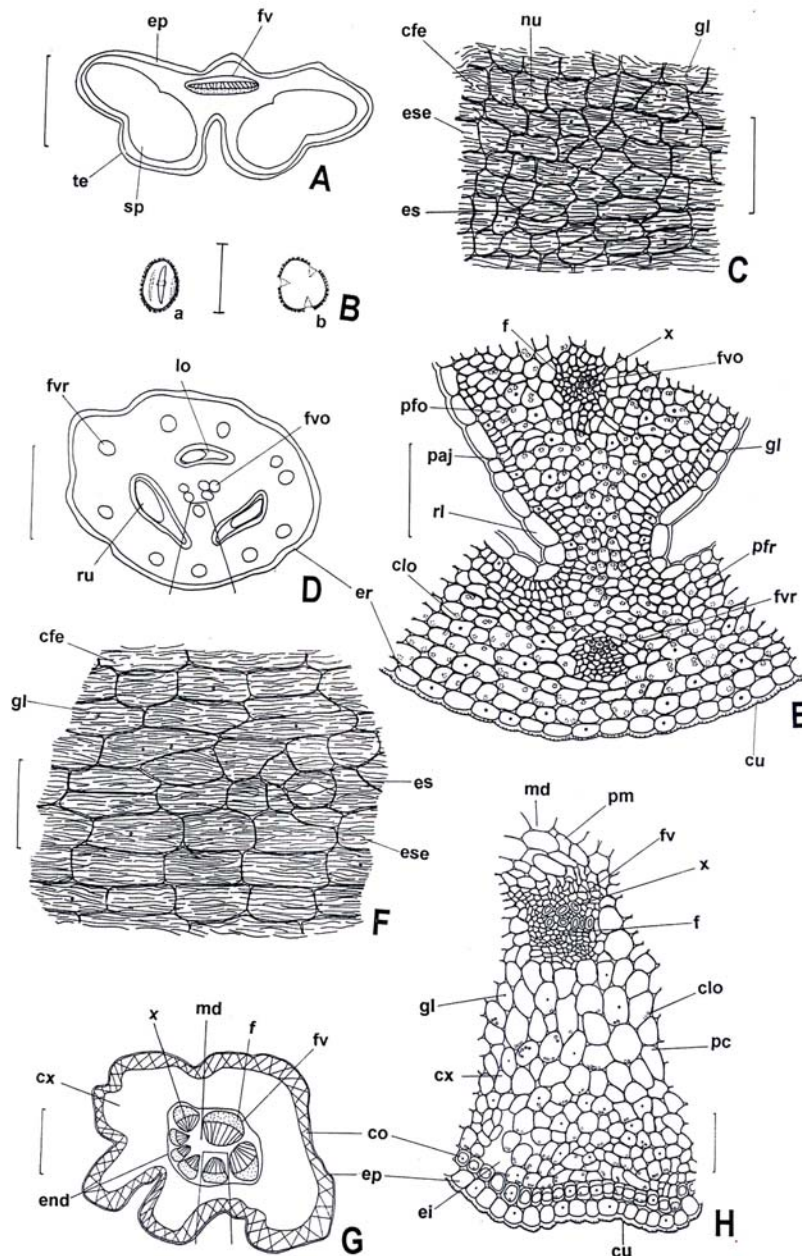 ep
fv
te
sp
A
cfe
nu
gl
ese
es
C
a
b
B
fvr
lo
fvo
ru
er
D
f
x
fvo
pfo
paj
gl
rl
clo
pfr
fvr
cu
E
cfe
gl
es
ese
F
md
x
f
fv
cx
co
ep
end
G
md
pm
fv
x
f
gl
clo
cx
pc
ei
cu
H